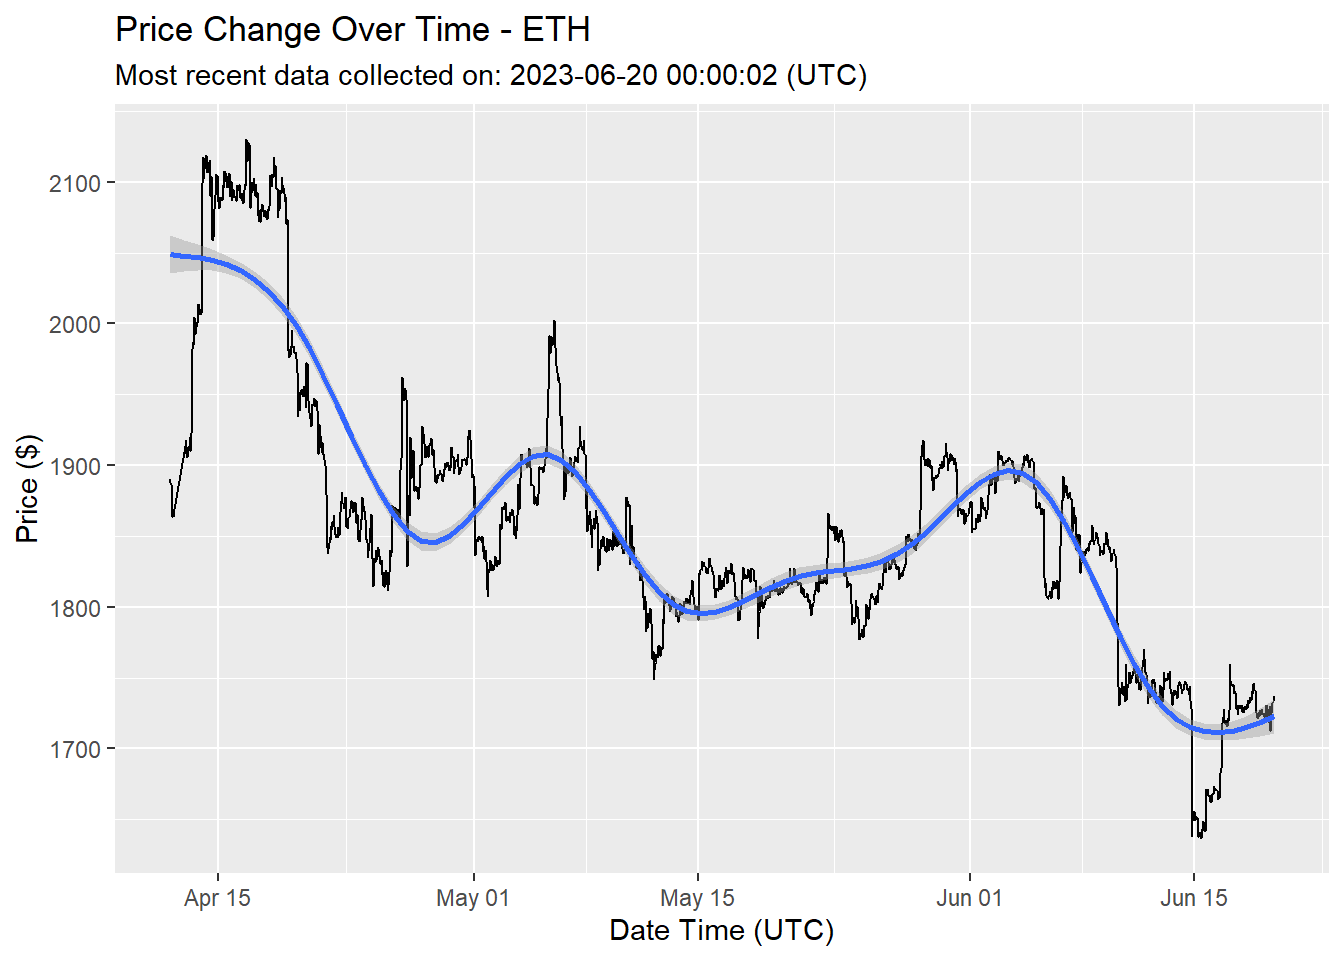 Price Change Over Time - ETH
Most recent data collected on: 2023-06-20 00:00:02 (UTC)
Price ($)
2100
2000
1900
1800
1700
Apr 15
May 01
May 15
Jun 01
Jun 15
Date Time (UTC)